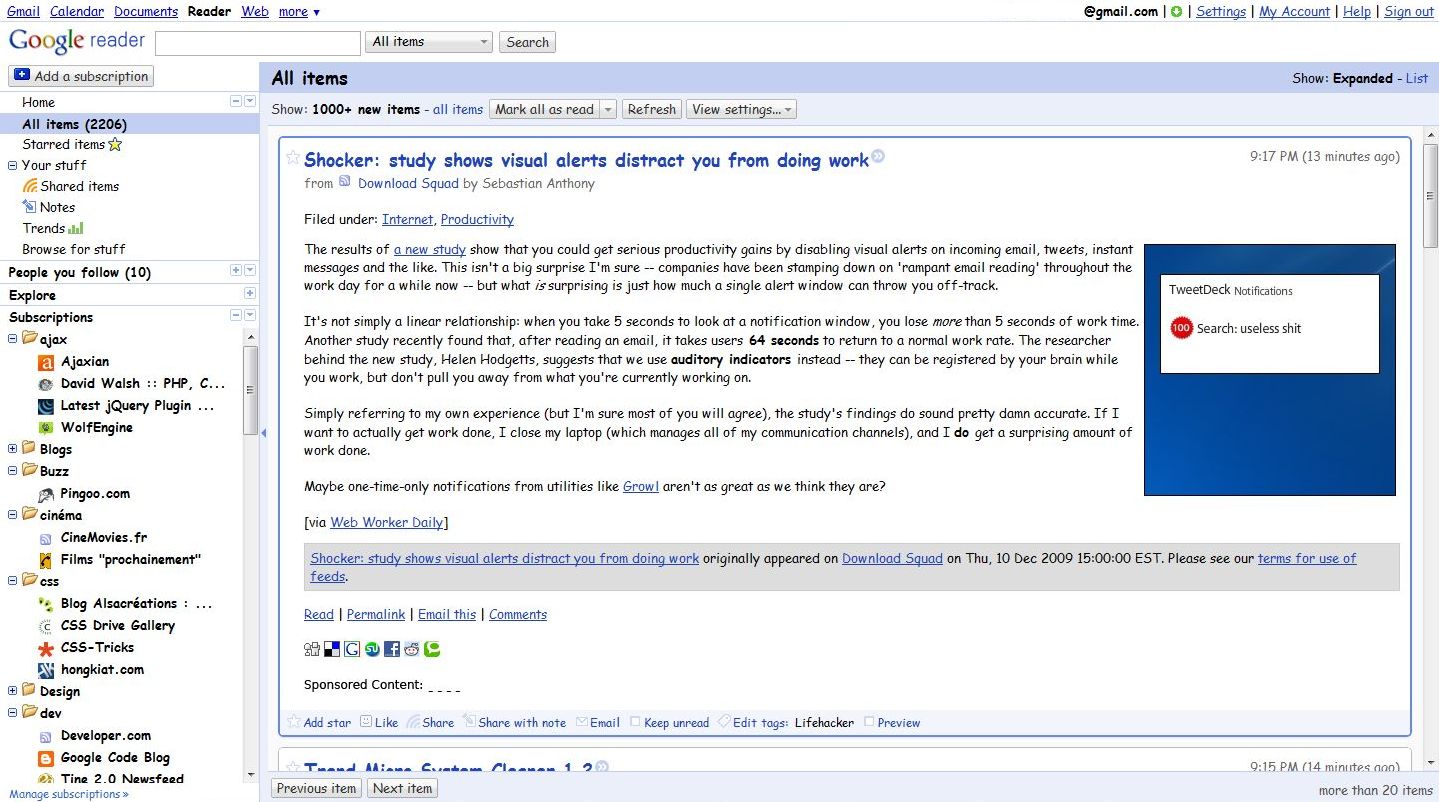 Gmail Calendar Documents Reader Web more ▼
@gmail.com | Settings | My Account | Help | Sign out
Google reader
All items
Search
Add a subscription
Home
All items (2206)
Starred items
Your stuff
Shared items
Notes
Trends
Browse for stuff
People you follow (10)
Explore
Subscriptions
ajax
Ajaxian
David Walsh :: PHP, C...
Latest jQuery Plugin ...
WolfEngine
Blogs
Buzz
Pingoo.com
cinéma
CineMovies.fr
Films "prochainement"
css
Blog Alsacréations : ...
CSS Drive Gallery
CSS-Tricks
hongkiat.com
Design
dev
Developer.com
Google Code Blog
Tine 2.0 Newsfeed
Manage subscriptions »
All items
Show: Expanded - List
Show: 1000+ new items - all items Mark all as read Refresh View settings...
Shocker: study shows visual alerts distract you from doing work
9:17 PM (13 minutes ago)
from Download Squad by Sebastian Anthony
Filed under: Internet, Productivity
The results of a new study show that you could get serious productivity gains by disabling visual alerts on incoming email, tweets, instant
messages and the like. This isn't a big surprise I'm sure -- companies have been stamping down on 'rampant email reading' throughout the
work day for a while now -- but what is surprising is just how much a single alert window can throw you off-track.
It's not simply a linear relationship: when you take 5 seconds to look at a notification window, you lose more than 5 seconds of work time.
Another study recently found that, after reading an email, it takes users 64 seconds to return to a normal work rate. The researcher
behind the new study, Helen Hodgetts, suggests that we use auditory indicators instead -- they can be registered by your brain while
you work, but don't pull you away from what you're currently working on.
Simply referring to my own experience (but I'm sure most of you will agree), the study's findings do sound pretty damn accurate. If I
want to actually get work done, I close my laptop (which manages all of my communication channels), and I do get a surprising amount of
work done.
Maybe one-time-only notifications from utilities like Growl aren't as great as we think they are?
[via Web Worker Daily]
TweetDeck Notifications
100 Search: useless shit
Shocker: study shows visual alerts distract you from doing work originally appeared on Download Squad on Thu, 10 Dec 2009 15:00:00 EST. Please see our terms for use of
feeds.
Read | Permalink | Email this | Comments
Sponsored Content: _ _ _ _
Add star Like Share Share with note Email Keep unread Edit tags: Lifehacker Preview
Trend Micro System Cleaner 1.2
9:15 PM (14 minutes ago)
Previous item Next item
more than 20 items